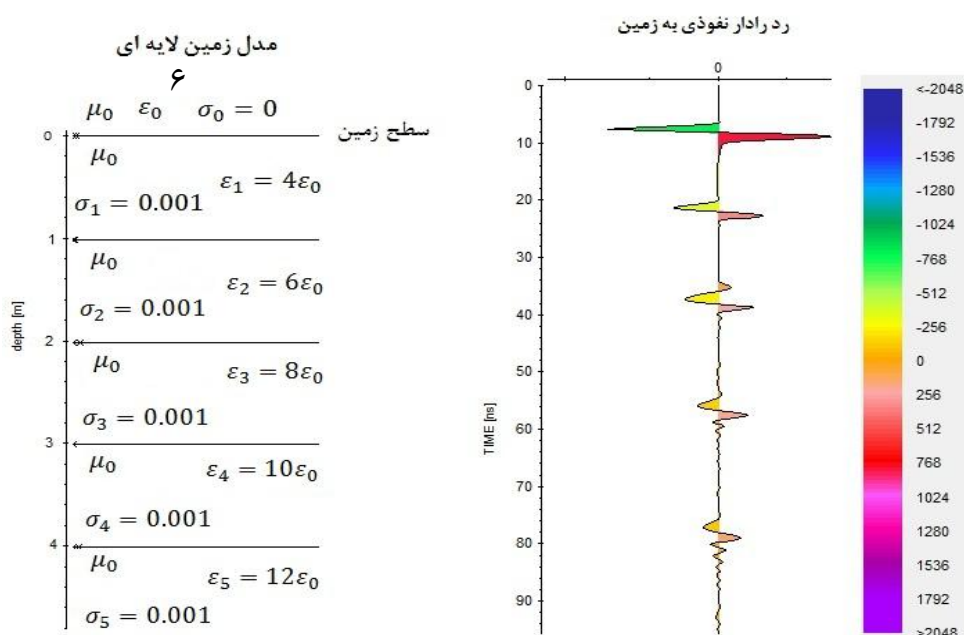 مدل زمین لایه ای
۶
μ₀ ε₀ σ₀ = 0
سطح زمین
0
μ₀
ε₁ = 4ε₀
σ₁ = 0.001
1
μ₀
ε₂ = 6ε₀
σ₂ = 0.001
depth [m]
2
μ₀
ε₃ = 8ε₀
σ₃ = 0.001
3
μ₀
ε₄ = 10ε₀
σ₄ = 0.001
4
μ₀
ε₅ = 12ε₀
σ₅ = 0.001
رد رادار نفوذی به زمین
0
0
10
20
30
40
50
60
70
80
90
TIME [ns]
<-2048
-1792
-1536
-1280
-1024
-768
-512
-256
0
256
512
768
1024
1280
1536
1792
>2048